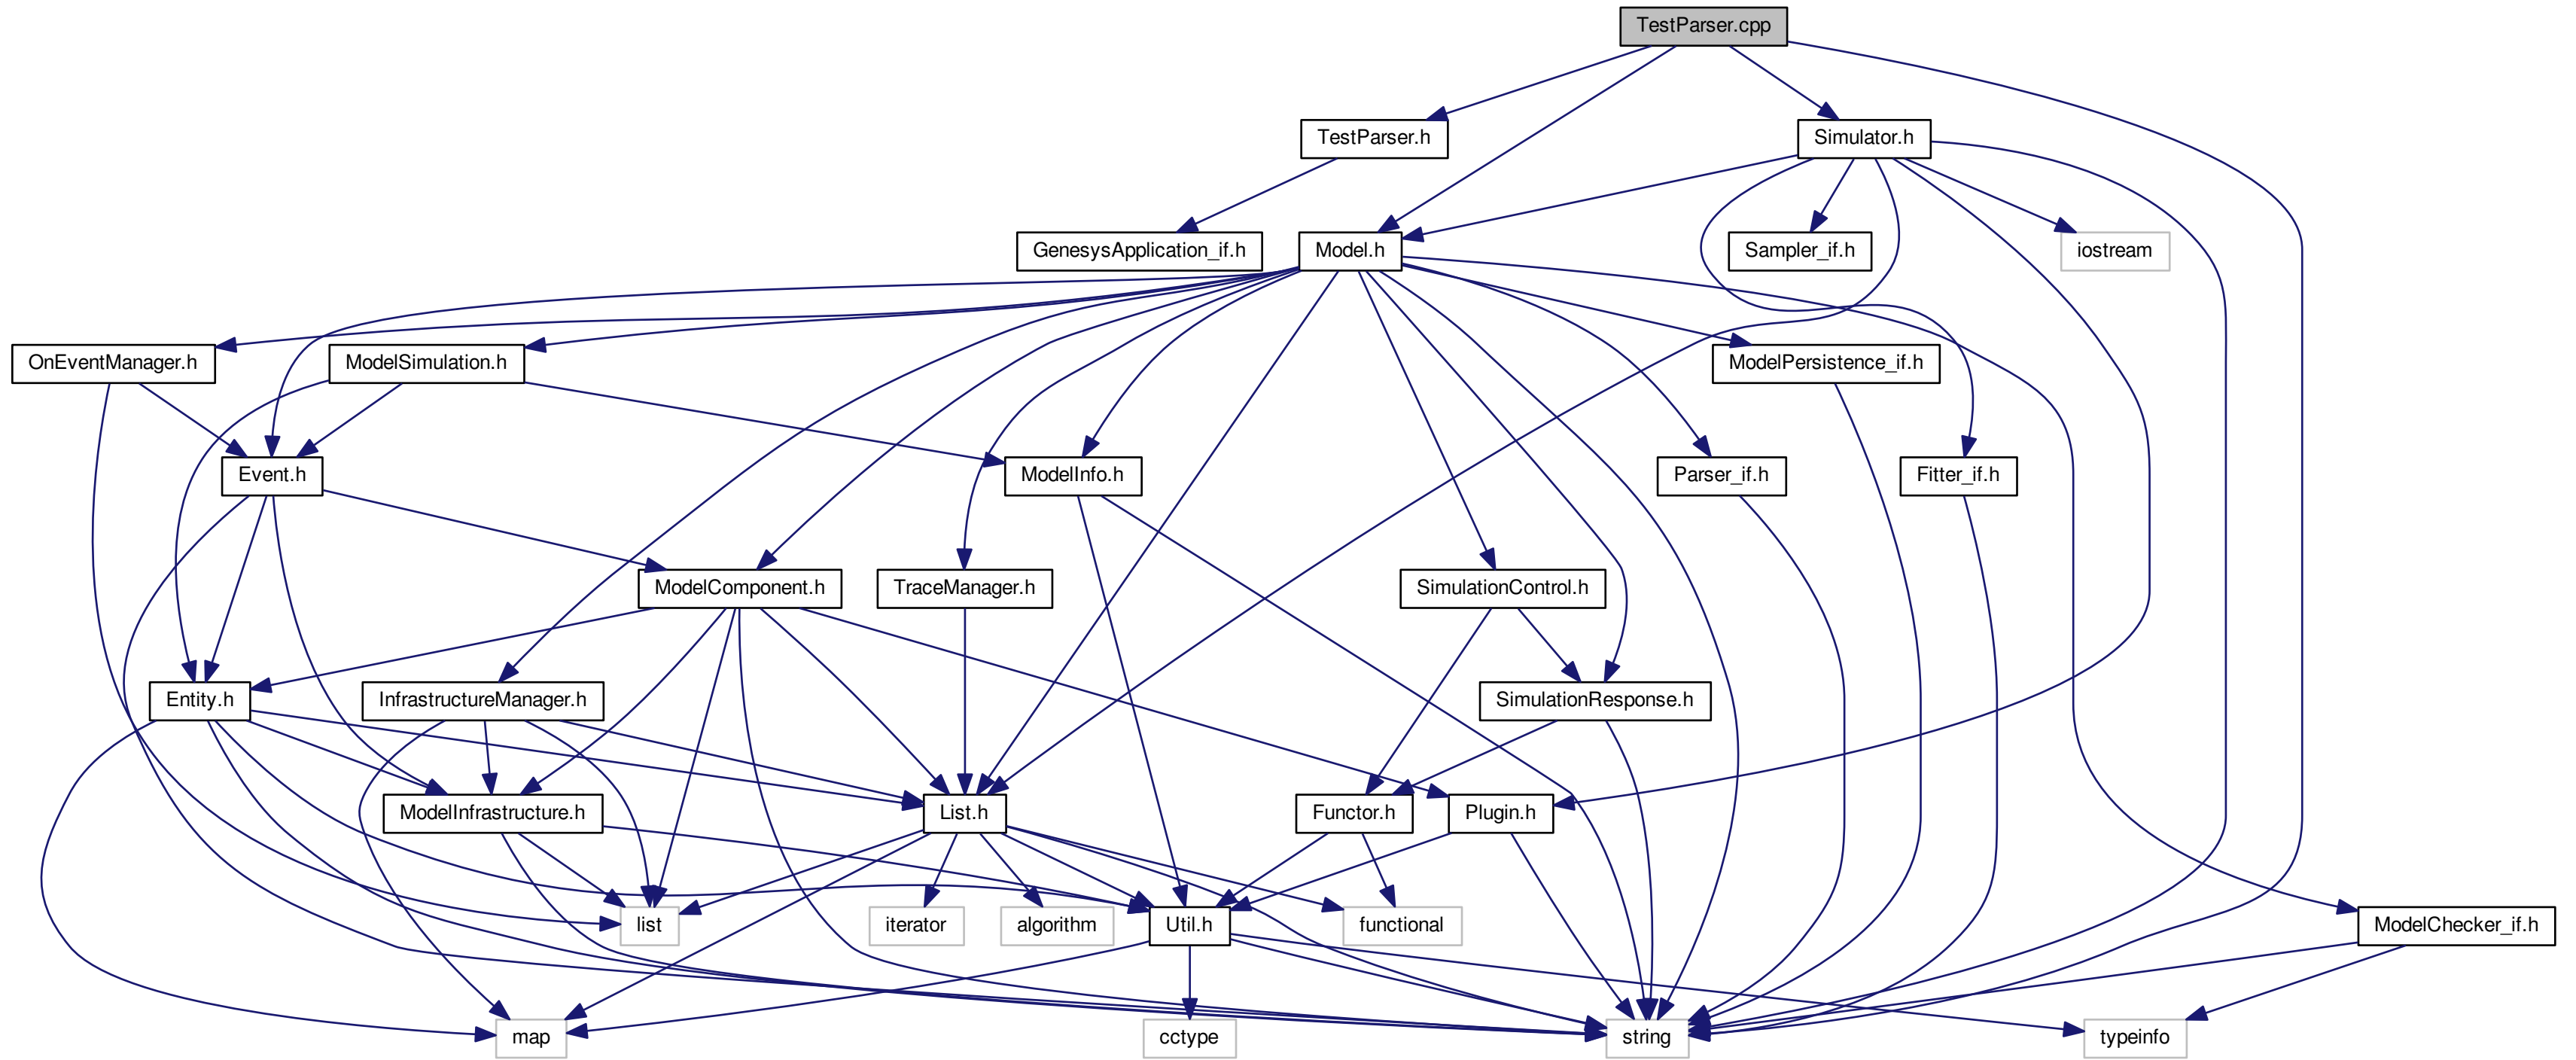 TestParser.cpp
TestParser.h
Simulator.h
GenesysApplication_if.h
Model.h
Sampler_if.h
iostream
OnEventManager.h
ModelSimulation.h
ModelPersistence_if.h
Event.h
ModelInfo.h
Parser_if.h
Fitter_if.h
ModelComponent.h
TraceManager.h
SimulationControl.h
Entity.h
InfrastructureManager.h
SimulationResponse.h
ModelInfrastructure.h
List.h
Functor.h
Plugin.h
list
iterator
algorithm
Util.h
functional
ModelChecker_if.h
map
cctype
string
typeinfo